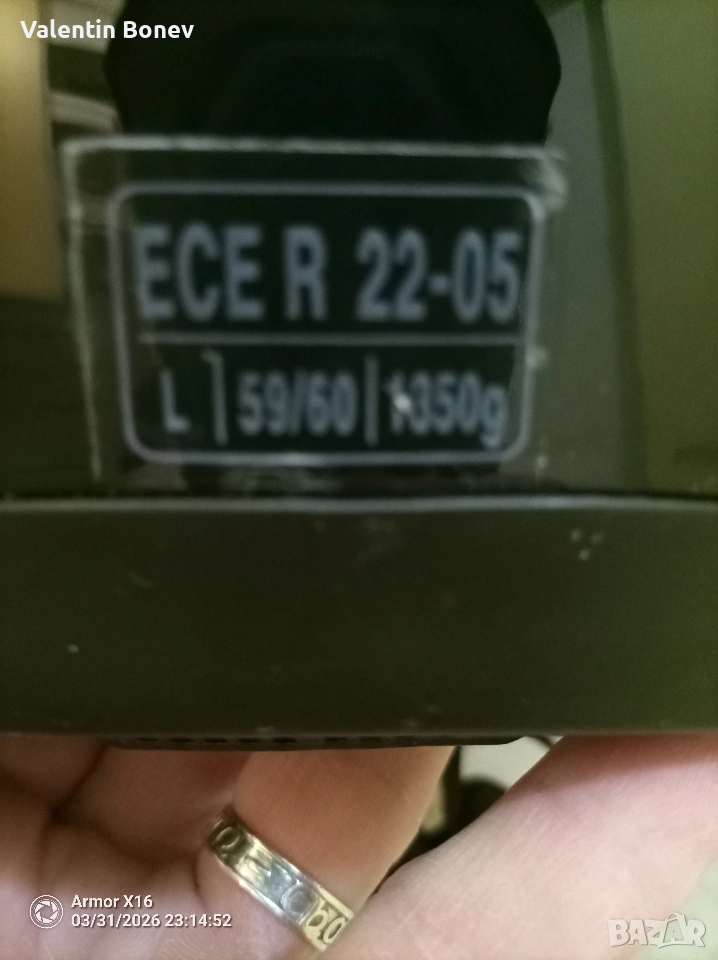 Valentin Bonev
ECE R 22-05
L 59/60 1350g
Armor X16
03/31/2026 23:14:52
BAZAR